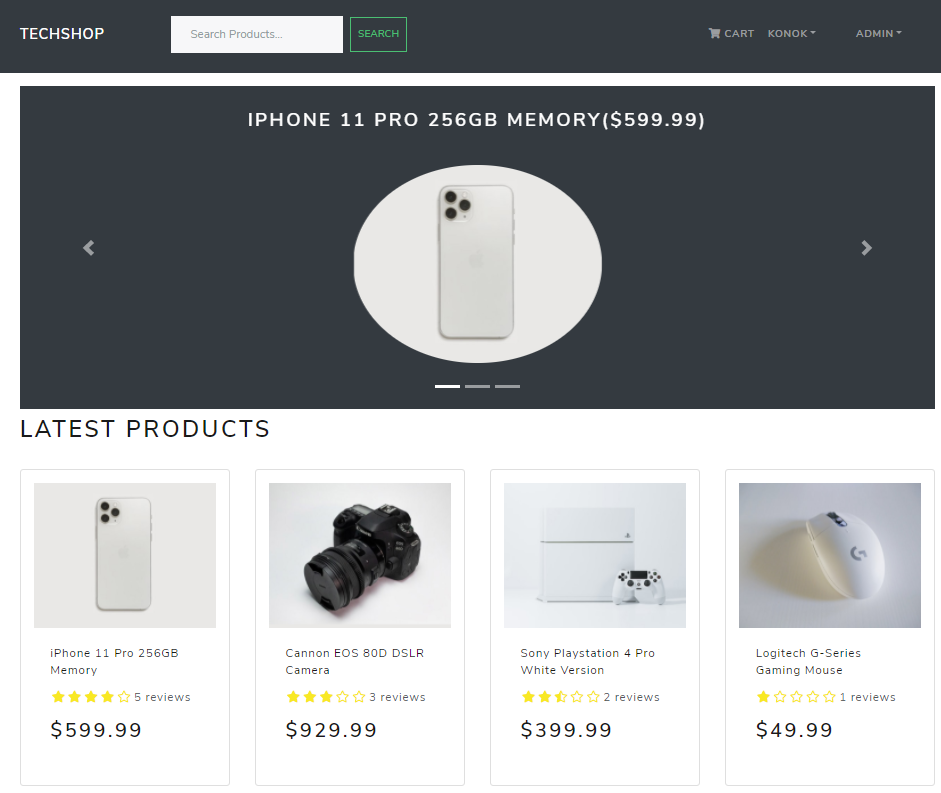 TECHSHOP
Search Products...
SEARCH
CART
KONOK
ADMIN
IPHONE 11 PRO 256GB MEMORY($599.99)
LATEST PRODUCTS
iPhone 11 Pro 256GB
Memory
5 reviews
$599.99
Cannon EOS 80D DSLR
Camera
3 reviews
$929.99
Sony Playstation 4 Pro
White Version
2 reviews
$399.99
Logitech G-Series
Gaming Mouse
1 reviews
$49.99